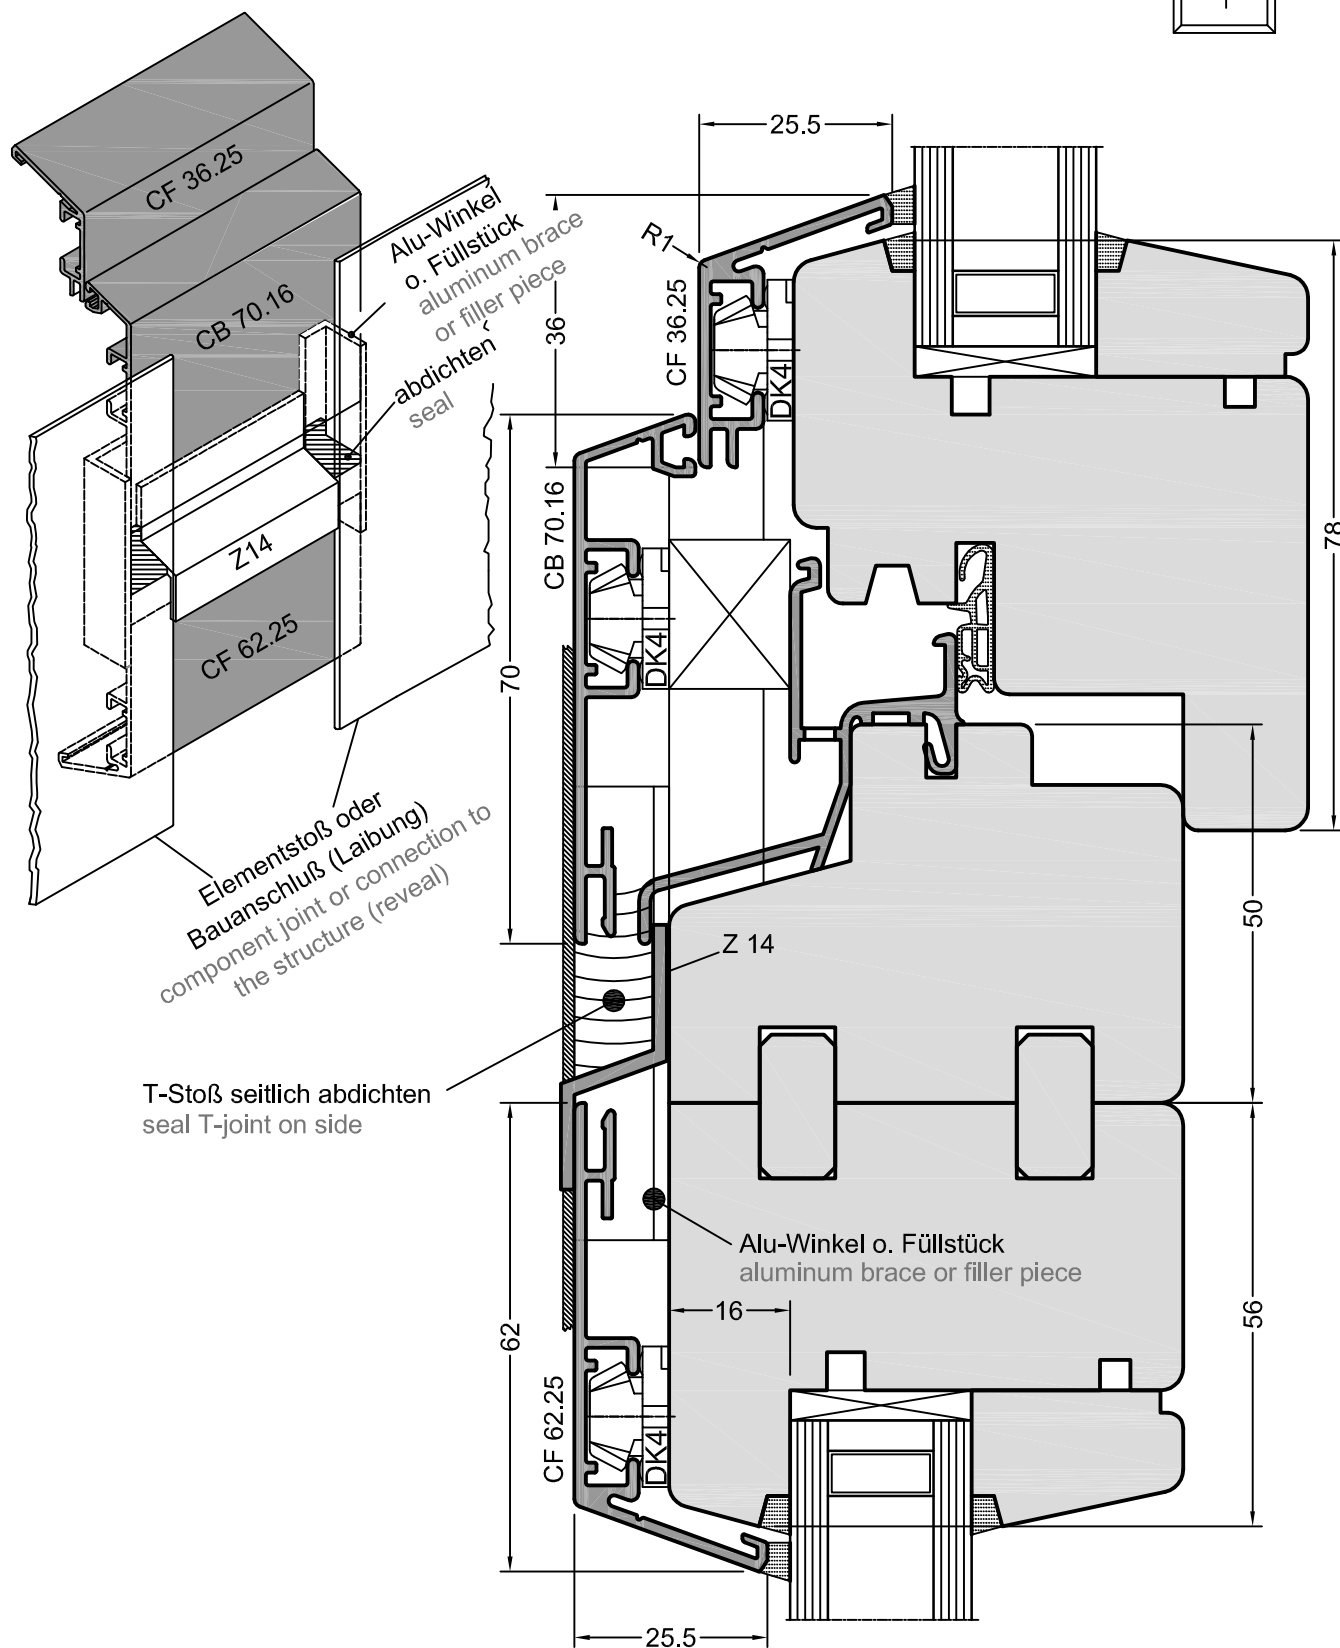 25.5
CF 36.25
Alu-Winkel
o. Füllstück
aluminum brace
or filler piece
R1
36
CF 36.25
DK4
78
CB 70.16
abdichten
seal
Z14
CF 62.25
CB 70.16
DK4
70
Elementstoß oder
Bauanschluß (Laibung)
component joint or connection to
the structure (reveal)
50
Z 14
T-Stoß seitlich abdichten
seal T-joint on side
Alu-Winkel o. Füllstück
aluminum brace or filler piece
16
62
56
CF 62.25
DK4
25.5